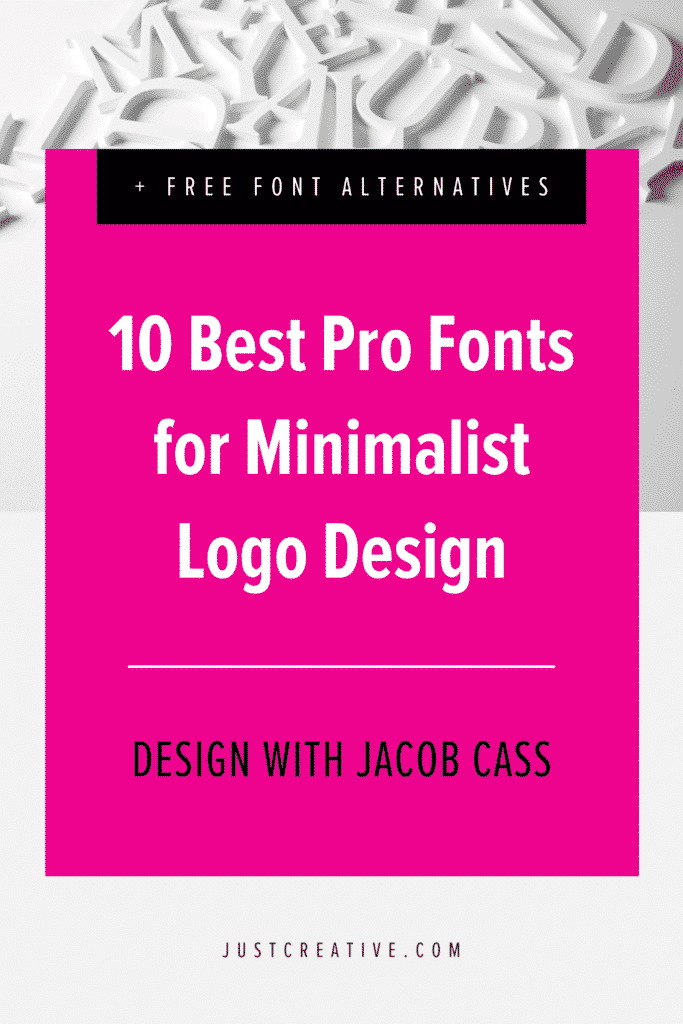 + FREE FONT ALTERNATIVES
10 Best Pro Fonts
for Minimalist
Logo Design
DESIGN WITH JACOB CASS
JUSTCREATIVE.COM